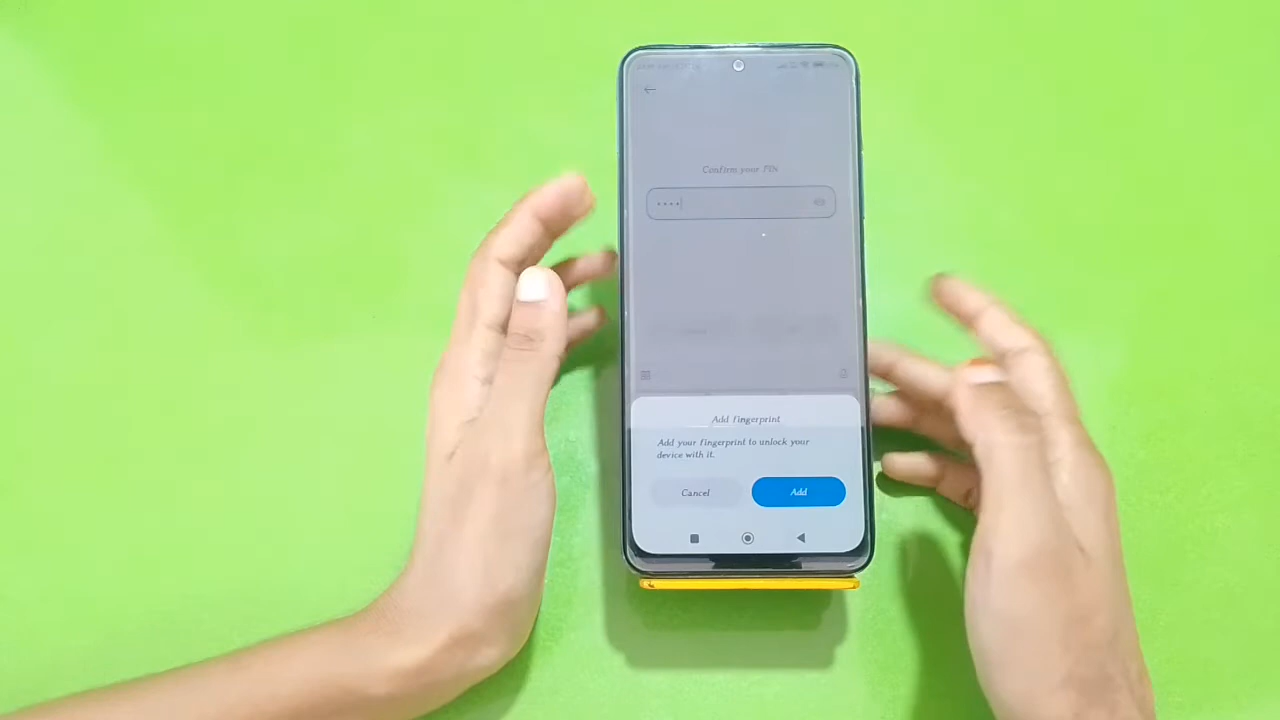 Confirm your PIN
••••
Add fingerprint
Add your fingerprint to unlock your
device with it.
Cancel
Add